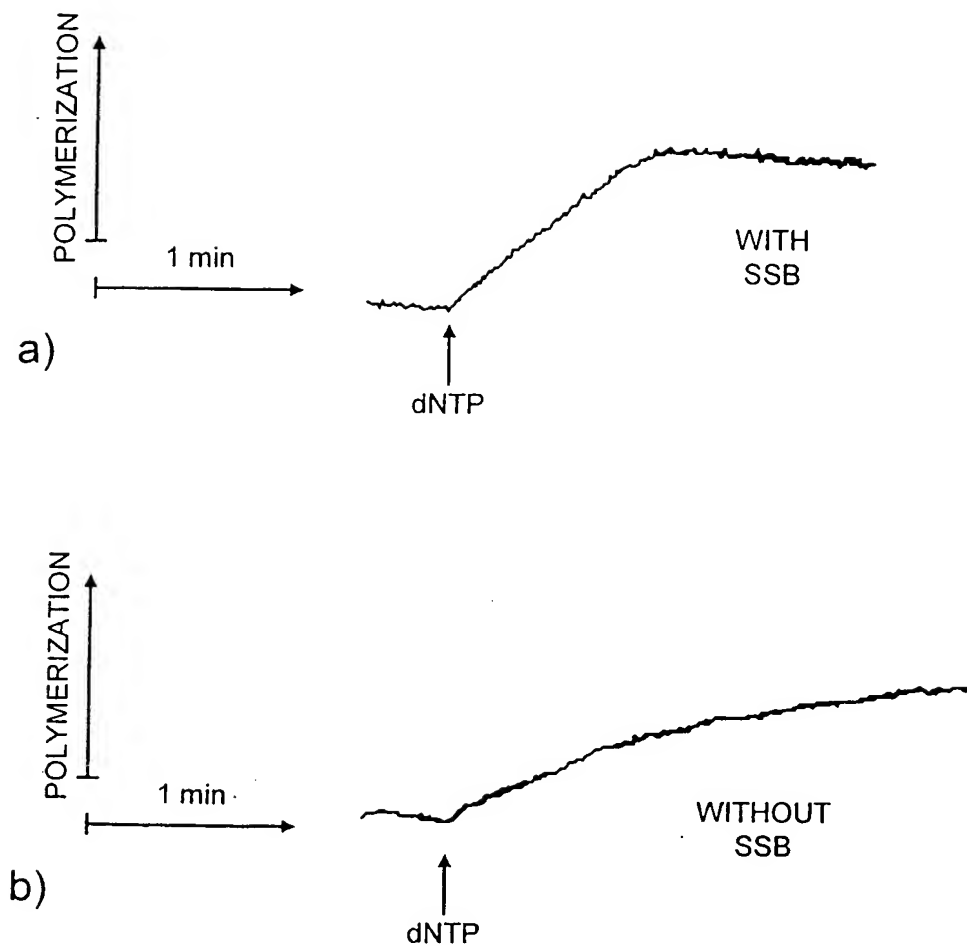 POLYMERIZATION
1 min
WITH
SSB
a)
dNTP
POLYMERIZATION
1 min
WITHOUT
SSB
b)
dNTP